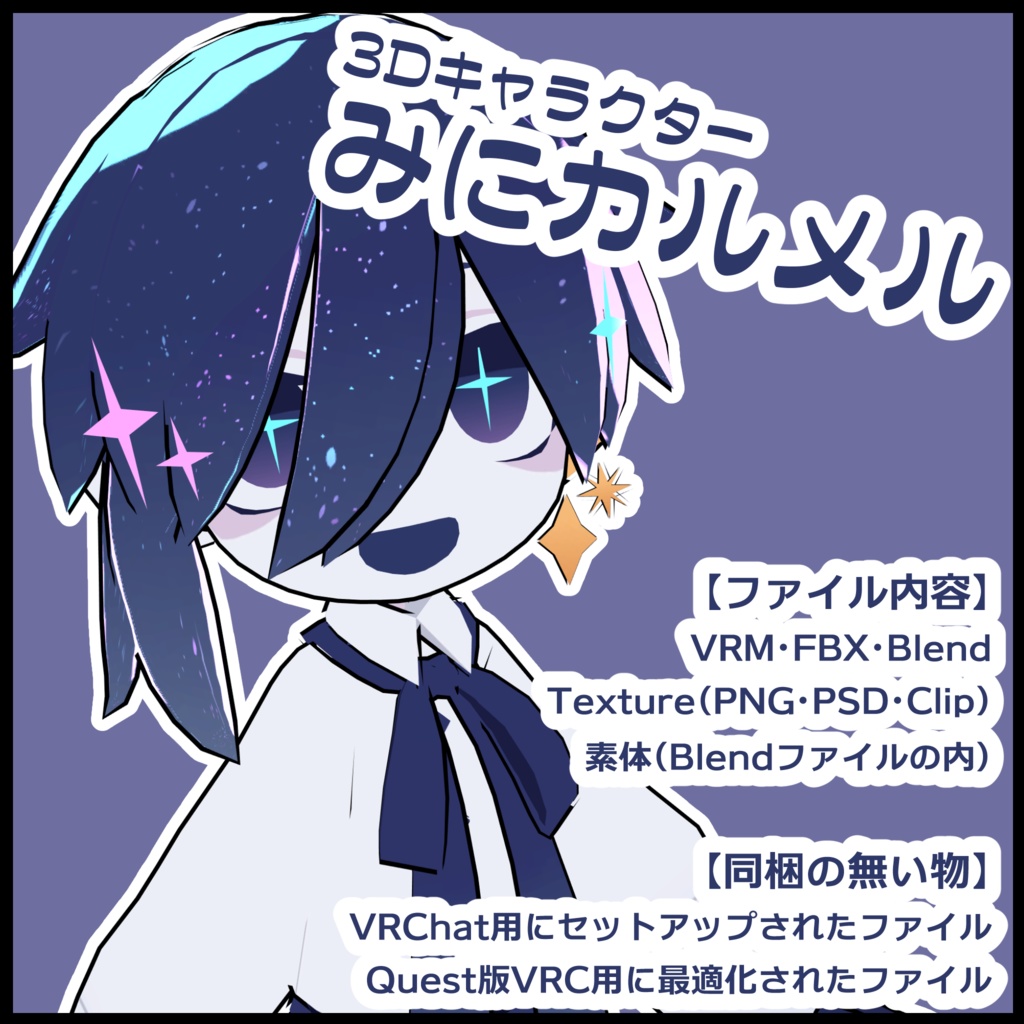 3Dキャラクター
みにカルメル
【ファイル内容】
VRM・FBX・Blend
Texture(PNG・PSD・Clip)
素体(Blendファイルの内)
【同梱の無い物】
VRChat用にセットアップされたファイル
Quest版VRC用に最適化されたファイル